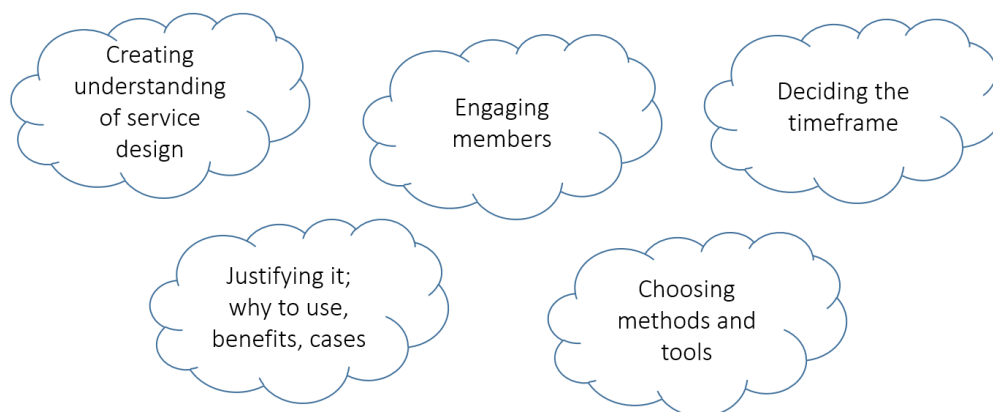 Creating
understanding
of service
design
Engaging
members
Deciding the
timeframe
Justifying it;
why to use,
benefits, cases
Choosing
methods and
tools